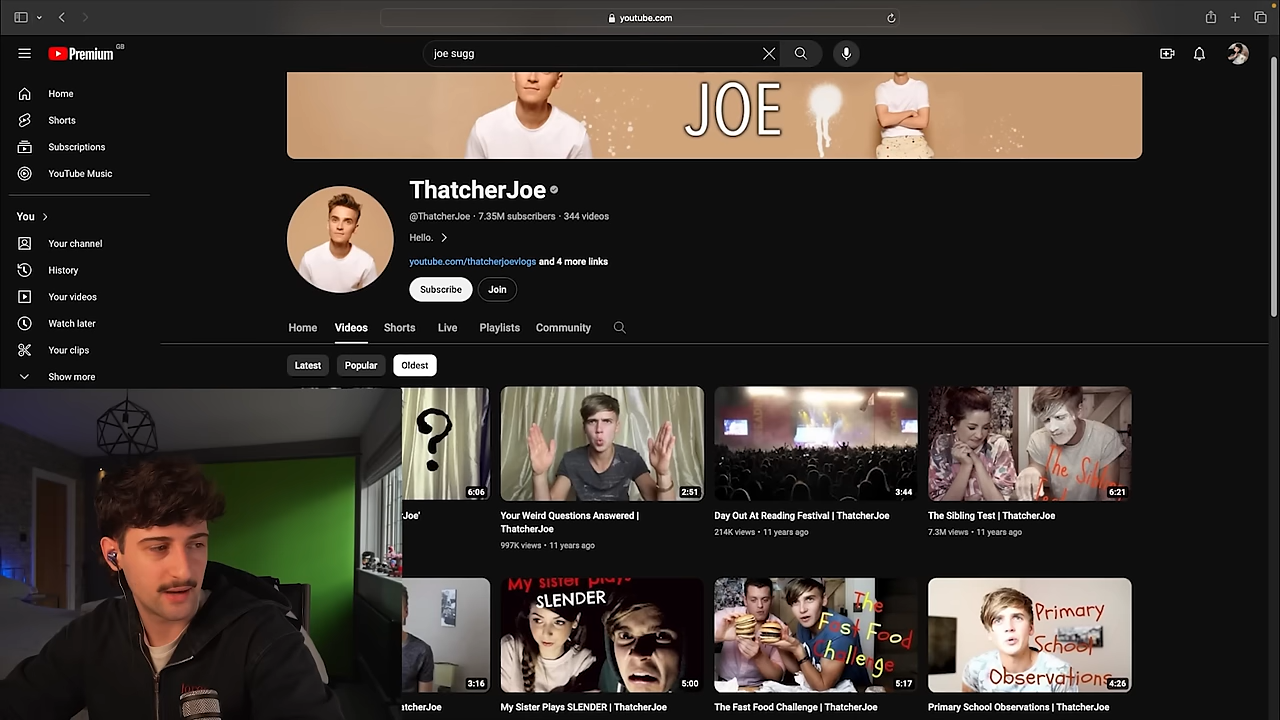 youtube.com
Premium GB
joe sugg
Home
Shorts
Subscriptions
YouTube Music
You
Your channel
History
Your videos
Watch later
Your clips
Show more
JOE
ThatcherJoe
@ThatcherJoe · 7.35M subscribers · 344 videos
Hello.
youtube.com/thatcherjoevlogs and 4 more links
Subscribe
Join
Home
Videos
Shorts
Live
Playlists
Community
Latest
Popular
Oldest
?
6:06
2:51
3:44
The Sibling
6:21
Joe'
Your Weird Questions Answered |
ThatcherJoe
997K views · 11 years ago
Day Out At Reading Festival | ThatcherJoe
214K views · 11 years ago
The Sibling Test | ThatcherJoe
7.3M views · 11 years ago
3:16
My sister plays
SLENDER
5:00
The
Fast Food
Challenge
5:17
Primary
School
Observations
4:26
atcherJoe
My Sister Plays SLENDER | ThatcherJoe
The Fast Food Challenge | ThatcherJoe
Primary School Observations | ThatcherJoe